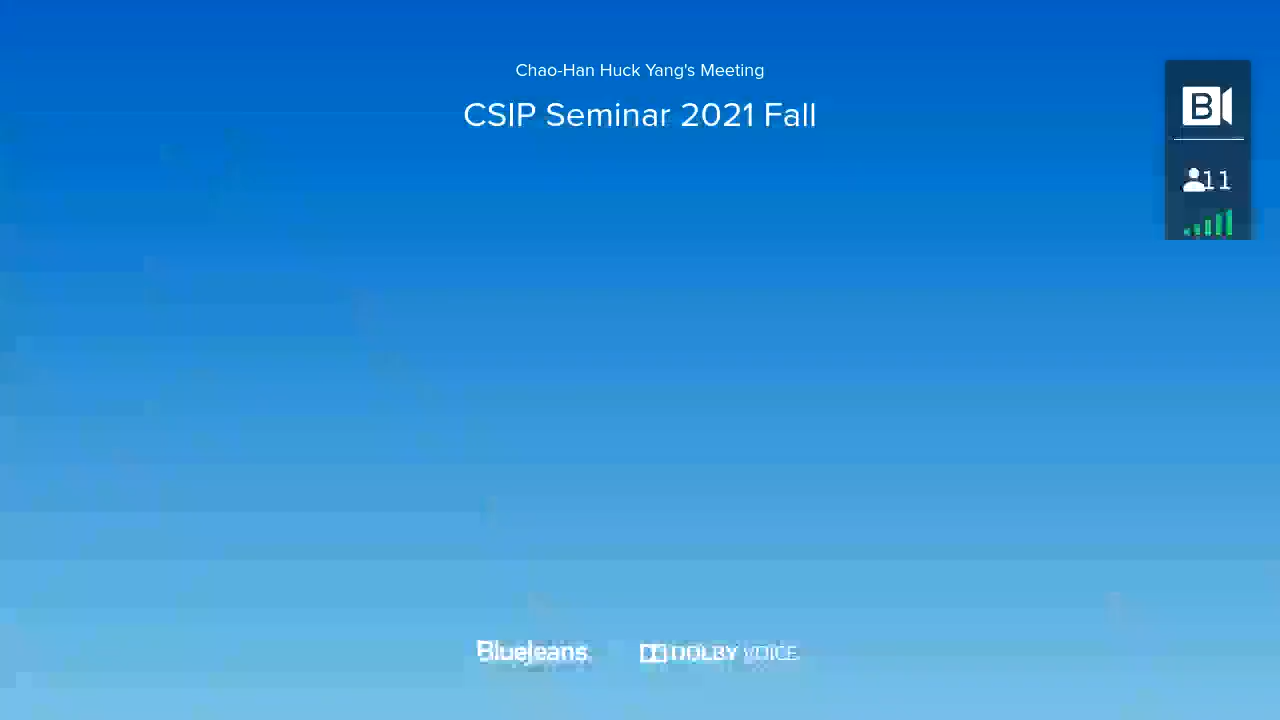 Chao-Han Huck Yang's Meeting
CSIP Seminar 2021 Fall
B
11
BlueJeans
DOLBY VOICE